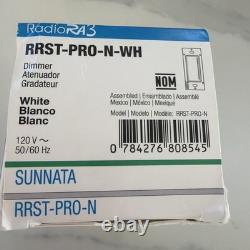 RadioRA3
RRST-PRO-N-WH
Dimmer
Atenuador
Gradateur
NOM
White
Blanco
Blanc
Assembled | Ensamblado | Assemblé
Mexico | México | Mexique
Model | Modelo | Modèle: RRST-PRO-N
120 V ~
50/60 Hz
0 784276 808545
SUNNATA
RRST-PRO-N